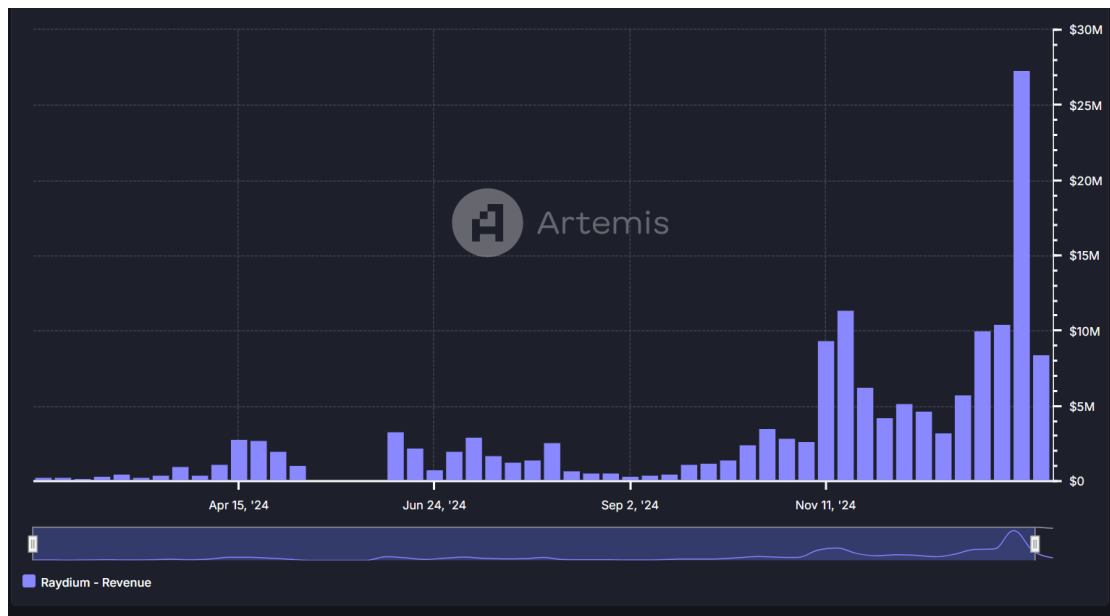 $30M
$25M
$20M
Artemis
$15M
$10M
$5M
$0
Apr 15, '24 Jun 24, '24 Sep 2, '24 Nov 11, '24
Raydium - Revenue